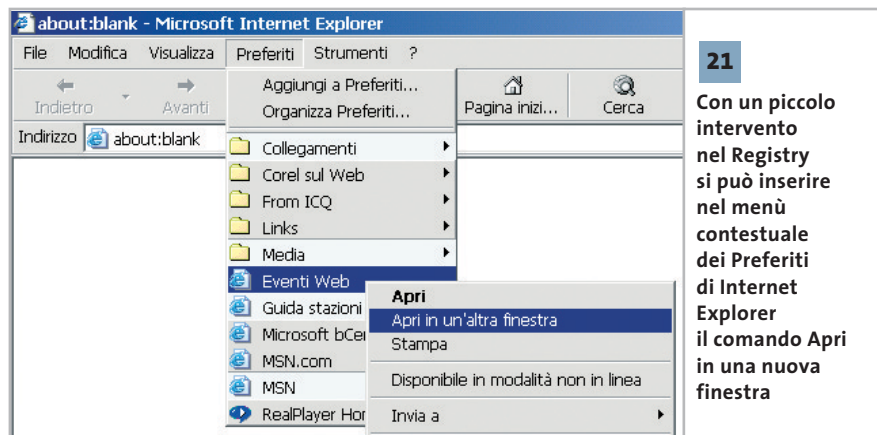 about:blank - Microsoft Internet Explorer
File Modifica Visualizza Preferiti Strumenti ?
Indietro Avanti
Aggiungi a Preferiti...
Organizza Preferiti...
Pagina inizi... Cerca
Indirizzo about:blank
Collegamenti
Corel sul Web
From ICQ
Links
Media
Eventi Web
Guida stazioni
Microsoft bCe
MSN.com
MSN
RealPlayer Hor
Apri
Apri in un'altra finestra
Stampa
Disponibile in modalità non in linea
Invia a
21
Con un piccolo
intervento
nel Registry
si può inserire
nel menù
contestuale
dei Preferiti
di Internet
Explorer
il comando Apri
in una nuova
finestra